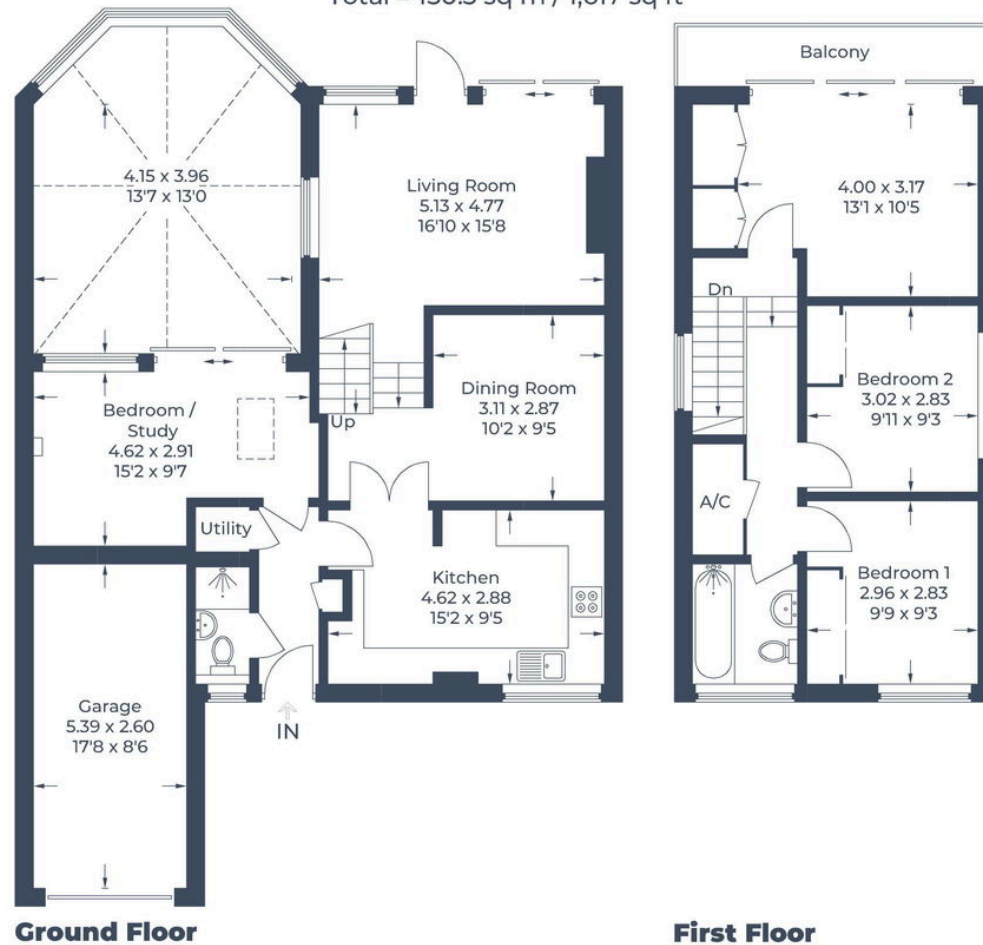 Balcony
4.15 x 3.96
13'7 x 13'0
Living Room
5.13 x 4.77
16'10 x 15'8
4.00 x 3.17
13'1 x 10'5
Dn
Up
Dining Room
3.11 x 2.87
10'2 x 9'5
Bedroom 2
3.02 x 2.83
9'11 x 9'3
Bedroom /
Study
4.62 x 2.91
15'2 x 9'7
A/C
Utility
Kitchen
4.62 x 2.88
15'2 x 9'5
Bedroom 1
2.96 x 2.83
9'9 x 9'3
Garage
5.39 x 2.60
17'8 x 8'6
IN
Ground Floor
First Floor